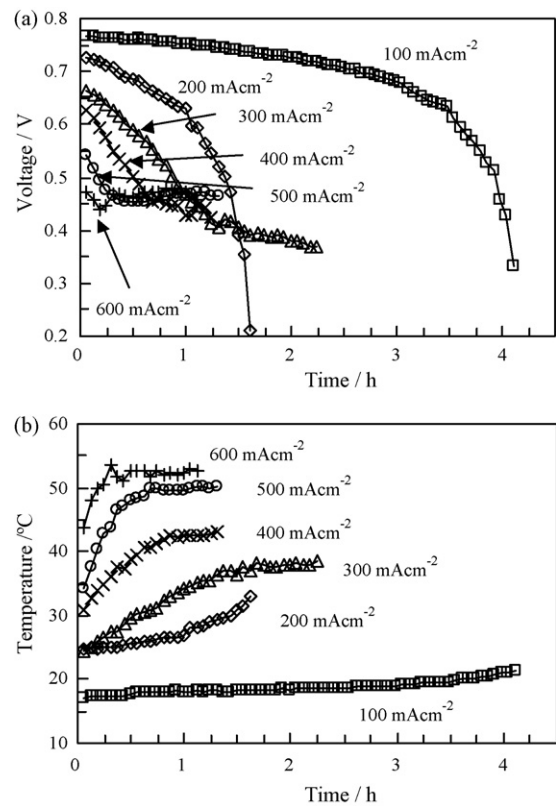 (a)
0.8
0.7
0.6
0.5
0.4
0.3
0.2
Voltage / V
100 mAcm⁻²
200 mAcm⁻²
300 mAcm⁻²
400 mAcm⁻²
500 mAcm⁻²
600 mAcm⁻²
0 1 2 3 4
Time / h
(b)
60
50
40
30
20
10
Temperature /ºC
600 mAcm⁻²
500 mAcm⁻²
400 mAcm⁻²
300 mAcm⁻²
200 mAcm⁻²
100 mAcm⁻²
0 1 2 3 4
Time / h